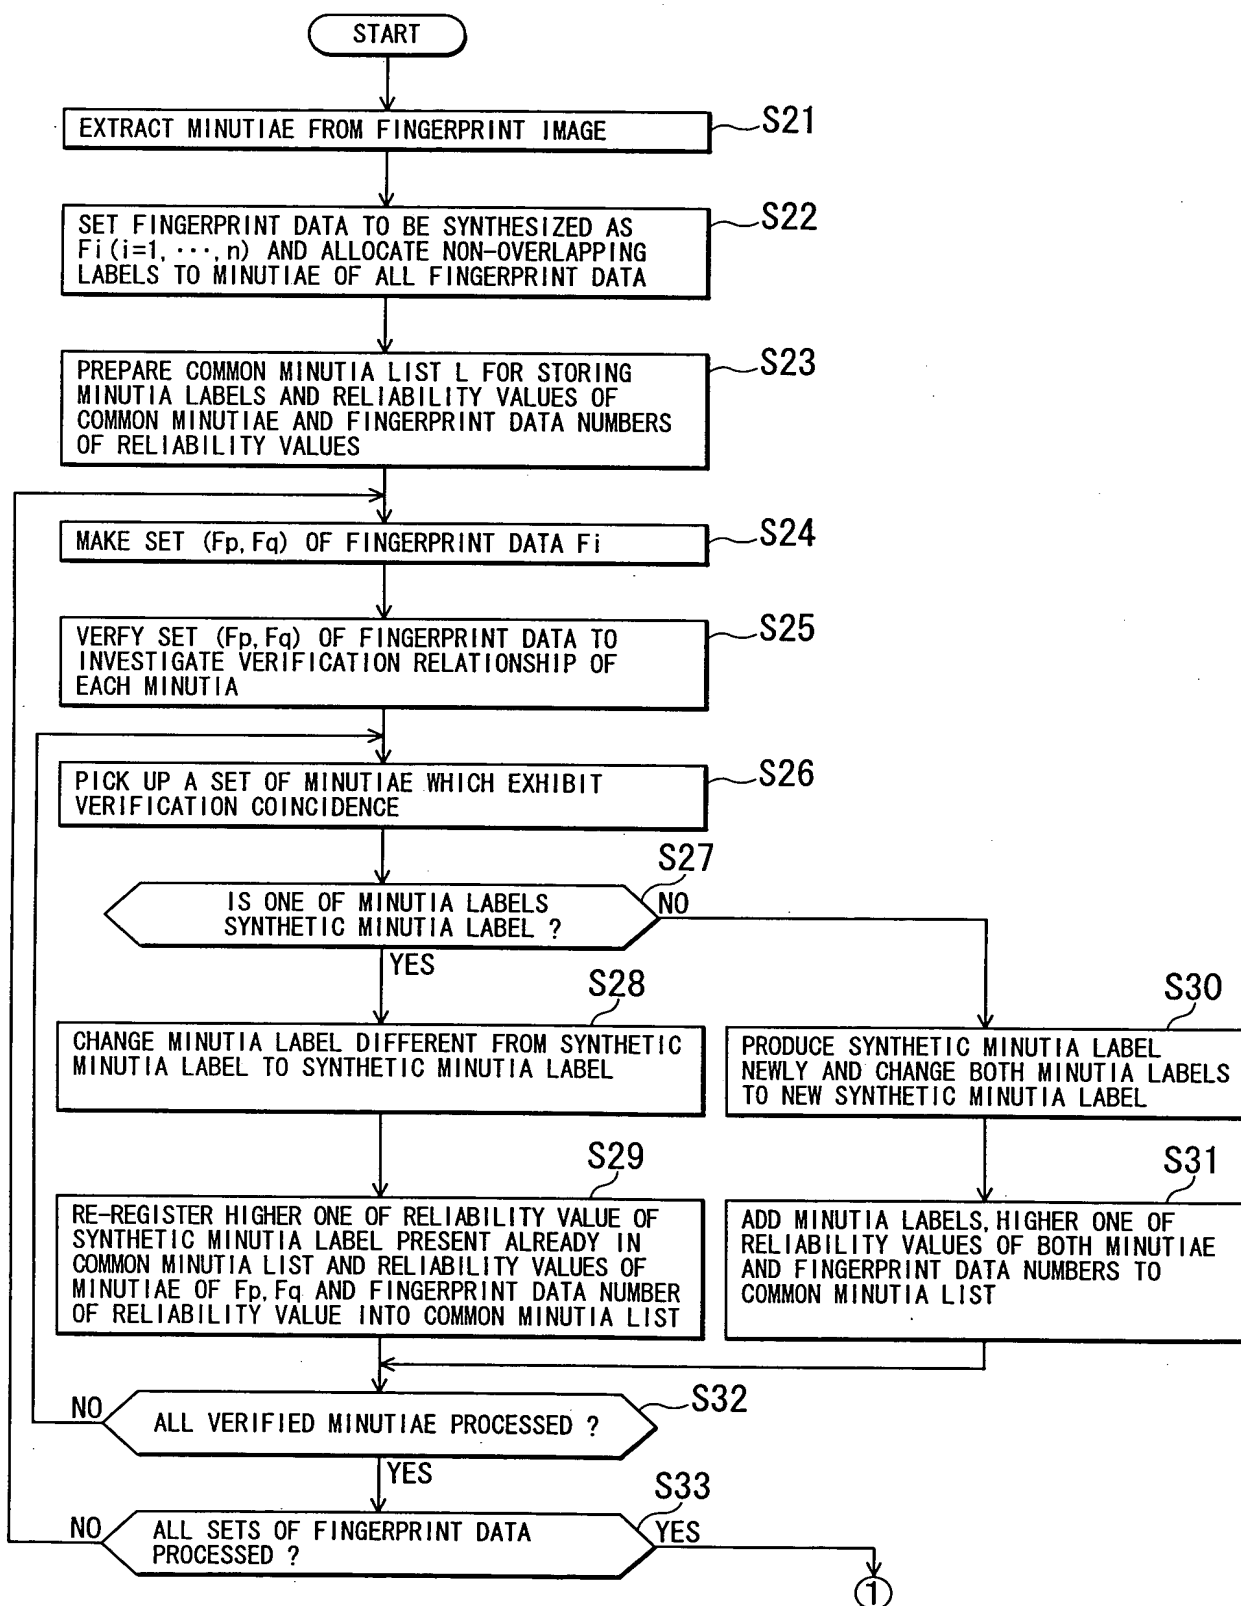 START
EXTRACT MINUTIAE FROM FINGERPRINT IMAGE
S21
SET FINGERPRINT DATA TO BE SYNTHESIZED AS
Fi(i=1, ···, n) AND ALLOCATE NON-OVERLAPPING
LABELS TO MINUTIAE OF ALL FINGERPRINT DATA
S22
PREPARE COMMON MINUTIA LIST L FOR STORING
MINUTIA LABELS AND RELIABILITY VALUES OF
COMMON MINUTIAE AND FINGERPRINT DATA NUMBERS
OF RELIABILITY VALUES
S23
MAKE SET (Fp, Fq) OF FINGERPRINT DATA Fi
S24
VERFY SET (Fp, Fq) OF FINGERPRINT DATA TO
INVESTIGATE VERIFICATION RELATIONSHIP OF
EACH MINUTIA
S25
PICK UP A SET OF MINUTIAE WHICH EXHIBIT
VERIFICATION COINCIDENCE
S26
S27
IS ONE OF MINUTIA LABELS
SYNTHETIC MINUTIA LABEL ?
NO
YES
S28
CHANGE MINUTIA LABEL DIFFERENT FROM SYNTHETIC
MINUTIA LABEL TO SYNTHETIC MINUTIA LABEL
S30
PRODUCE SYNTHETIC MINUTIA LABEL
NEWLY AND CHANGE BOTH MINUTIA LABELS
TO NEW SYNTHETIC MINUTIA LABEL
S29
RE-REGISTER HIGHER ONE OF RELIABILITY VALUE OF
SYNTHETIC MINUTIA LABEL PRESENT ALREADY IN
COMMON MINUTIA LIST AND RELIABILITY VALUES OF
MINUTIAE OF Fp, Fq AND FINGERPRINT DATA NUMBER
OF RELIABILITY VALUE INTO COMMON MINUTIA LIST
S31
ADD MINUTIA LABELS, HIGHER ONE OF
RELIABILITY VALUES OF BOTH MINUTIAE
AND FINGERPRINT DATA NUMBERS TO
COMMON MINUTIA LIST
NO
ALL VERIFIED MINUTIAE PROCESSED ?
S32
YES
NO
ALL SETS OF FINGERPRINT DATA
PROCESSED ?
S33
YES
1